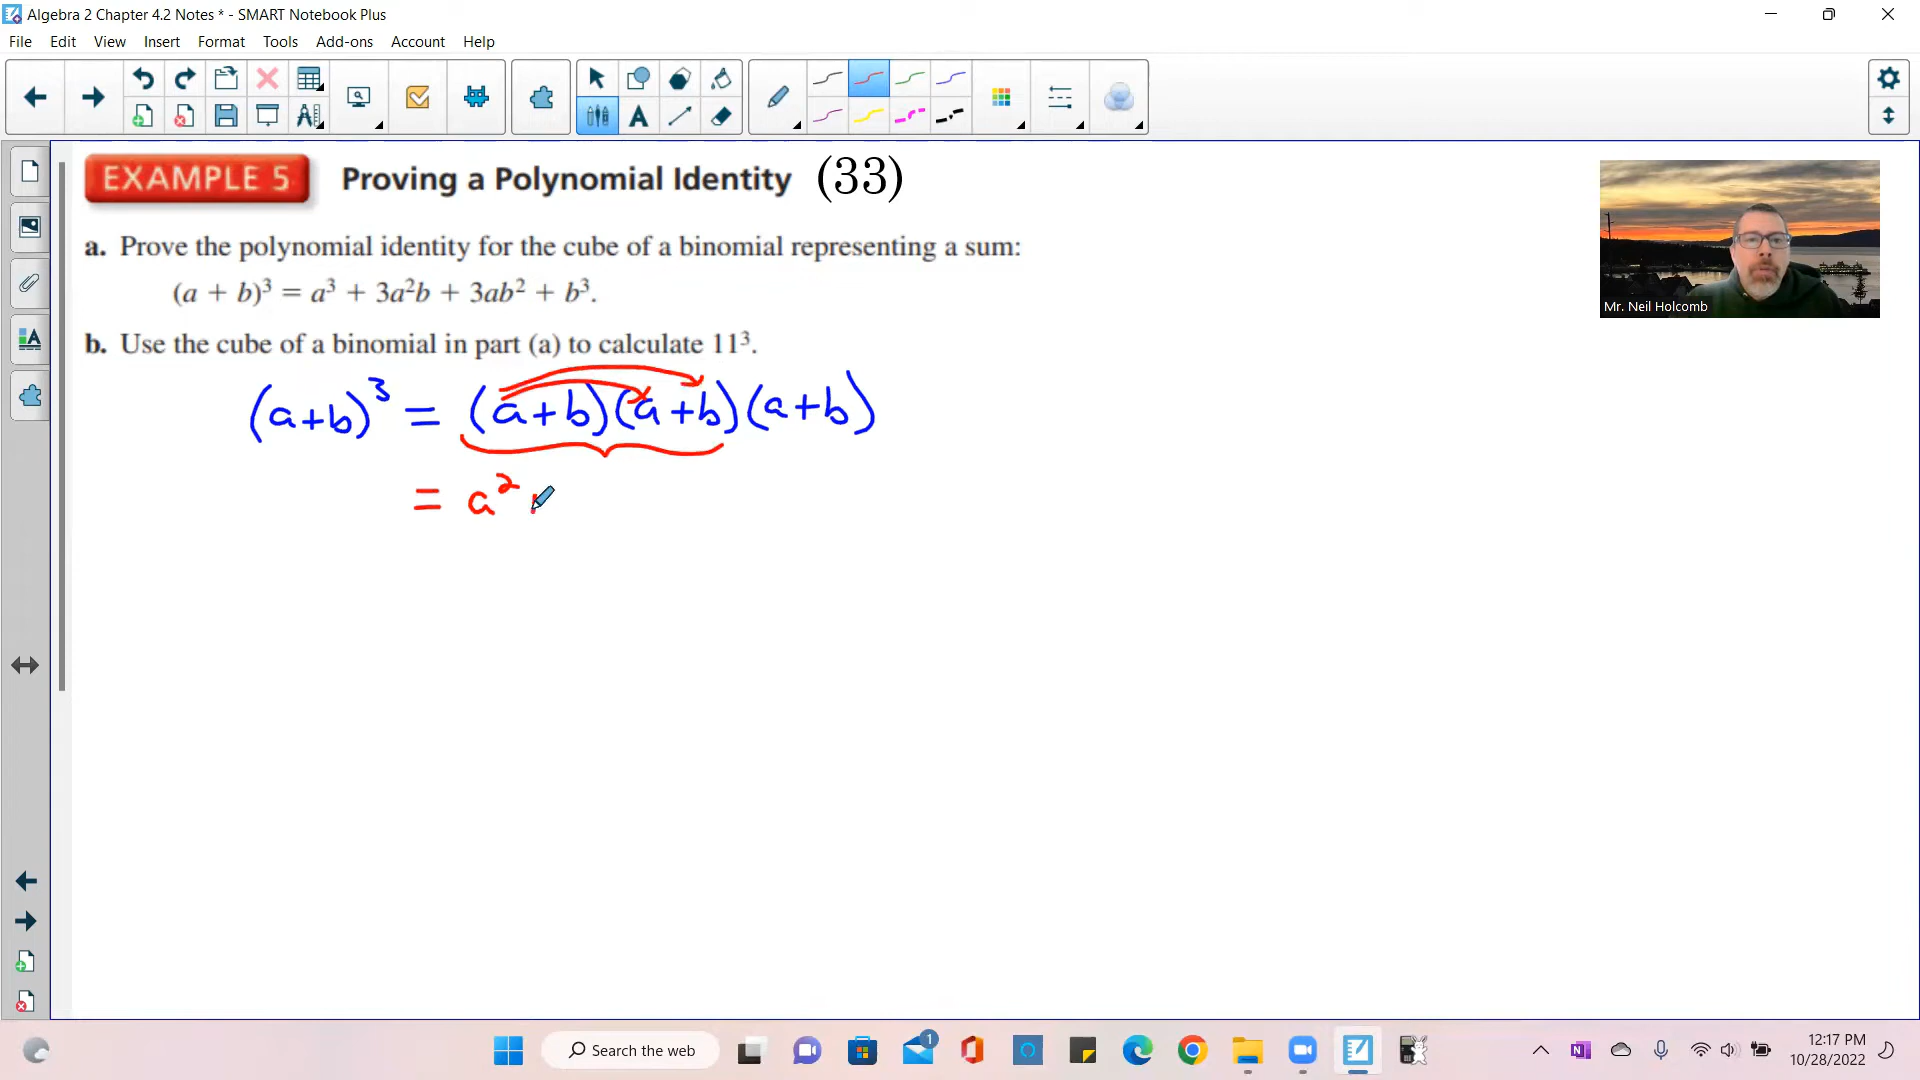 Algebra 2 Chapter 4.2 Notes * - SMART Notebook Plus
File Edit View Insert Format Tools Add-ons Account Help
EXAMPLE 5 Proving a Polynomial Identity (33)
a. Prove the polynomial identity for the cube of a binomial representing a sum:
(a + b)³ = a³ + 3a²b + 3ab² + b³.
b. Use the cube of a binomial in part (a) to calculate 11³.
(a+b)³ = (a+b)(a+b)(a+b)
= a²
Mr. Neil Holcomb
Search the web
1
12:17 PM
10/28/2022